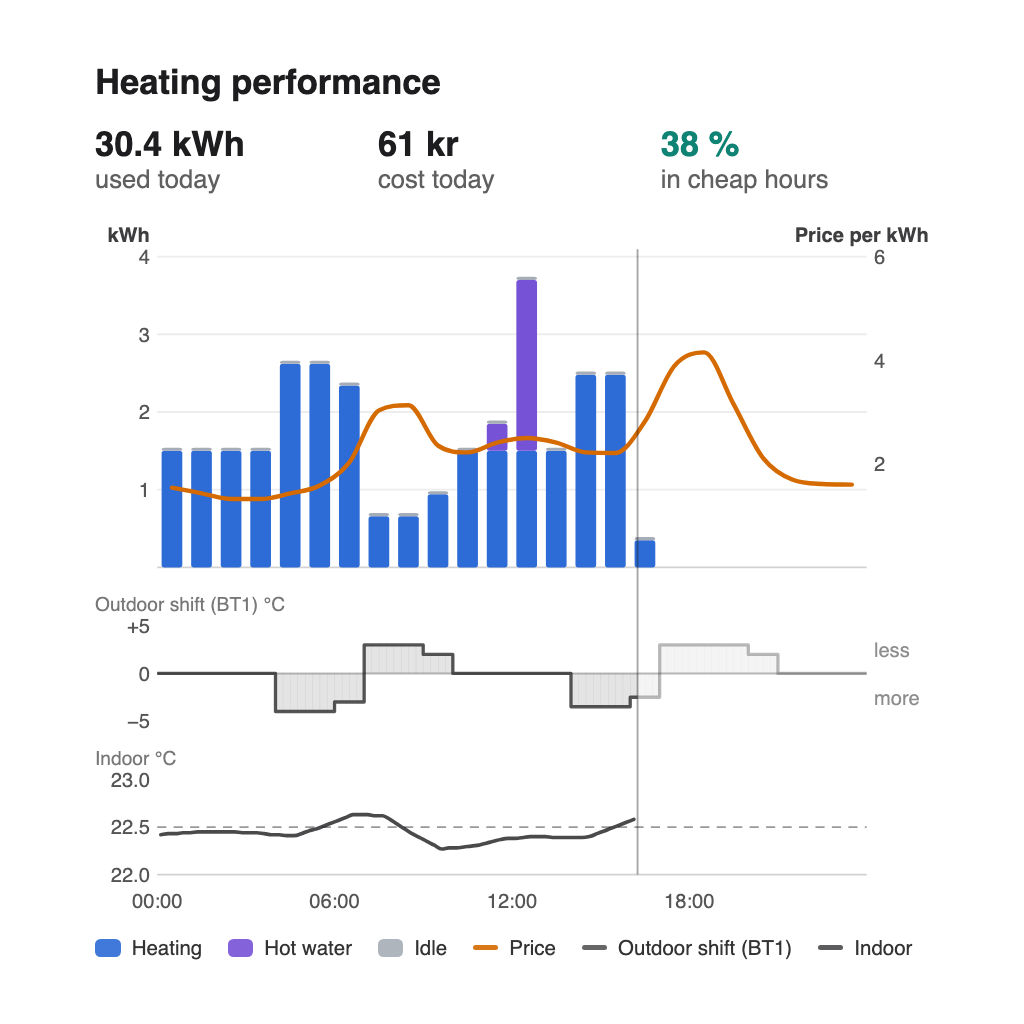 Heating performance
30.4 kWh 61 kr 38 %
used today cost today in cheap hours
kWh Price per kWh
4 6
3
4
2
2
1
Outdoor shift (BT1) °C
+5
less
0
more
−5
Indoor °C
23.0
22.5
22.0
00:00 06:00 12:00 18:00
Heating Hot water Idle Price Outdoor shift (BT1) Indoor